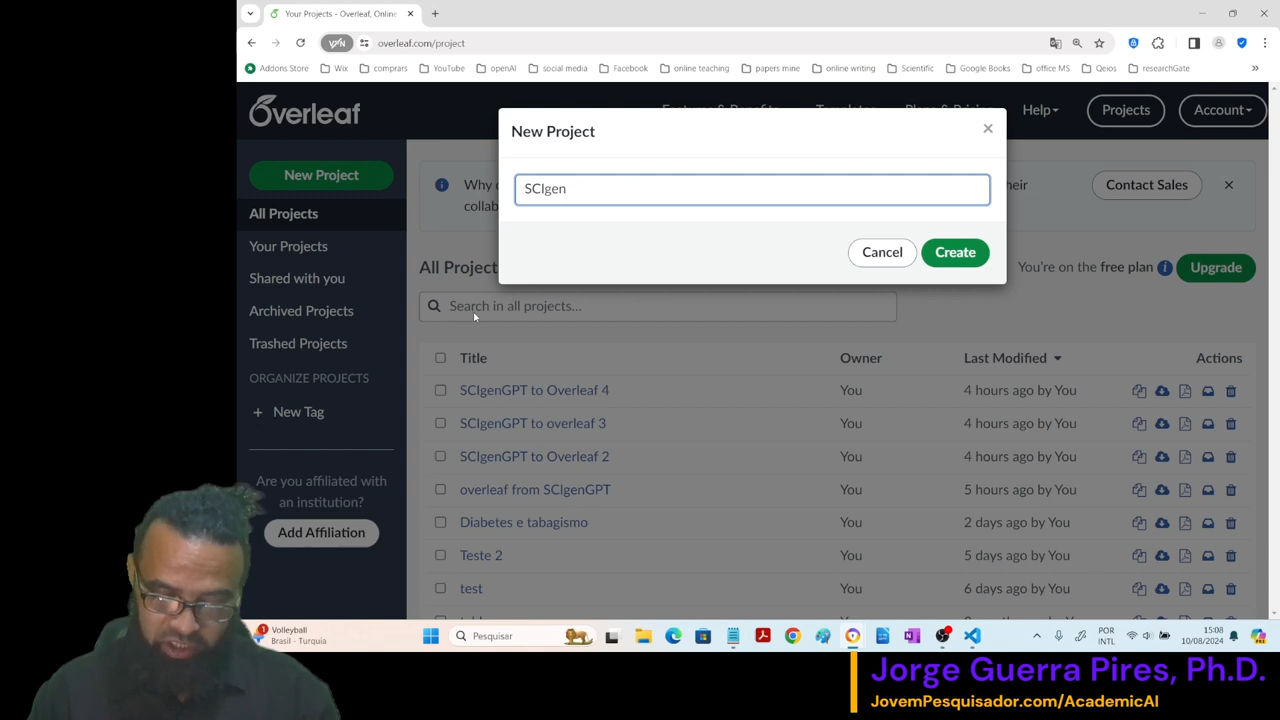 Your Projects - Overleaf, Online
overleaf.com/project
Addons Store
Wix
comprars
YouTube
openAI
social media
Facebook
online teaching
papers mine
online writing
Scientific
Google Books
office MS
Qeios
researchGate
»
Overleaf
Help
Projects
Account
New Project
SCIgen
Cancel
Create
New Project
All Projects
Your Projects
Shared with you
Archived Projects
Trashed Projects
ORGANIZE PROJECTS
+ New Tag
Are you affiliated with
an institution?
Add Affiliation
Why
heir
collab
Contact Sales
All Project
You're on the free plan
Upgrade
Search in all projects...
Title Owner Last Modified Actions
SCIgenGPT to Overleaf 4 You 4 hours ago by You
SCIgenGPT to overleaf 3 You 4 hours ago by You
SCIgenGPT to Overleaf 2 You 4 hours ago by You
overleaf from SCIgenGPT You 5 hours ago by You
Diabetes e tabagismo You 2 days ago by You
Teste 2 You 5 days ago by You
test You 6 days ago by You
1
Volleyball
Brasil - Turquia
Pesquisar
POR
INTL
15:08
10/08/2024
Jorge Guerra Pires, Ph.D.
JovemPesquisador.com/AcademicAI